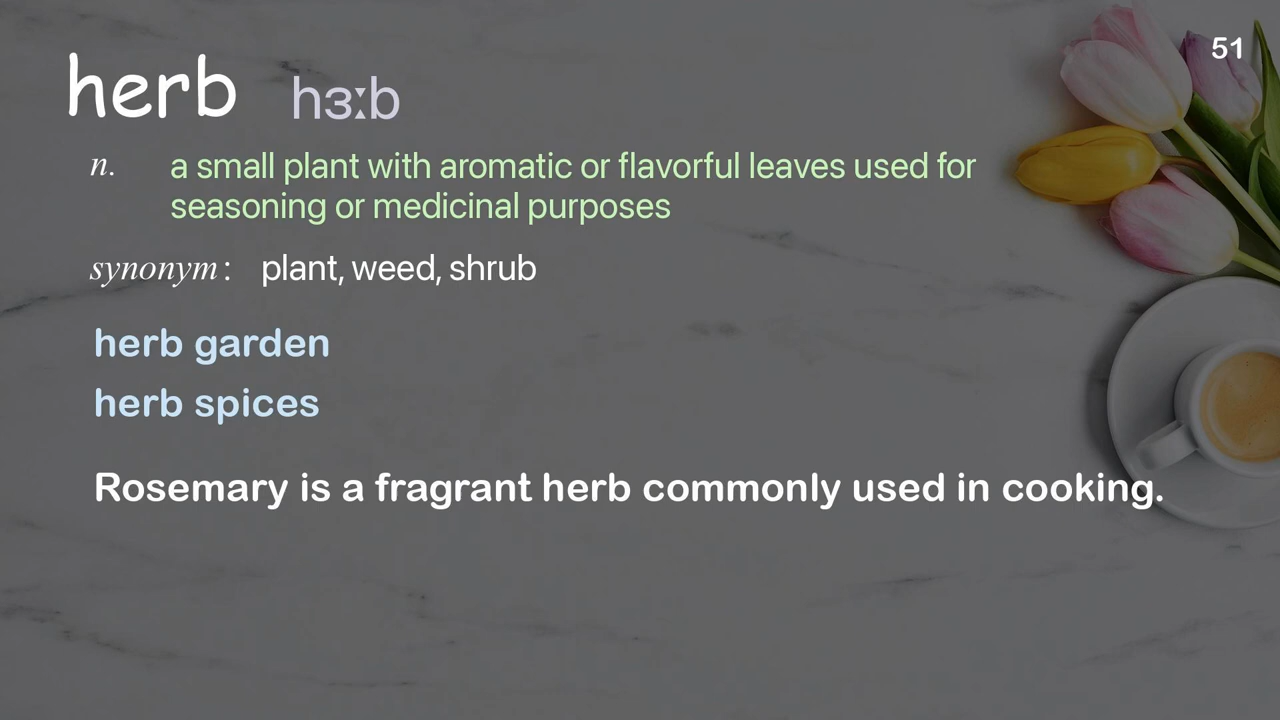 51
herb hɜːb
n. a small plant with aromatic or flavorful leaves used for
seasoning or medicinal purposes
synonym: plant, weed, shrub
herb garden
herb spices
Rosemary is a fragrant herb commonly used in cooking.